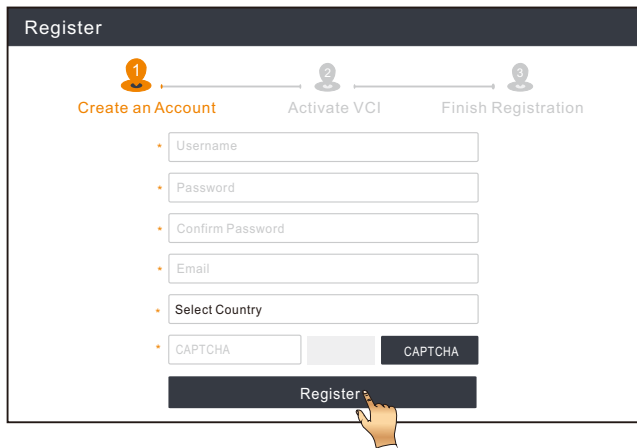 Register
1 2 3
Create an Account Activate VCI Finish Registration
* Username
* Password
* Confirm Password
* Email
* Select Country
* CAPTCHA CAPTCHA
Register